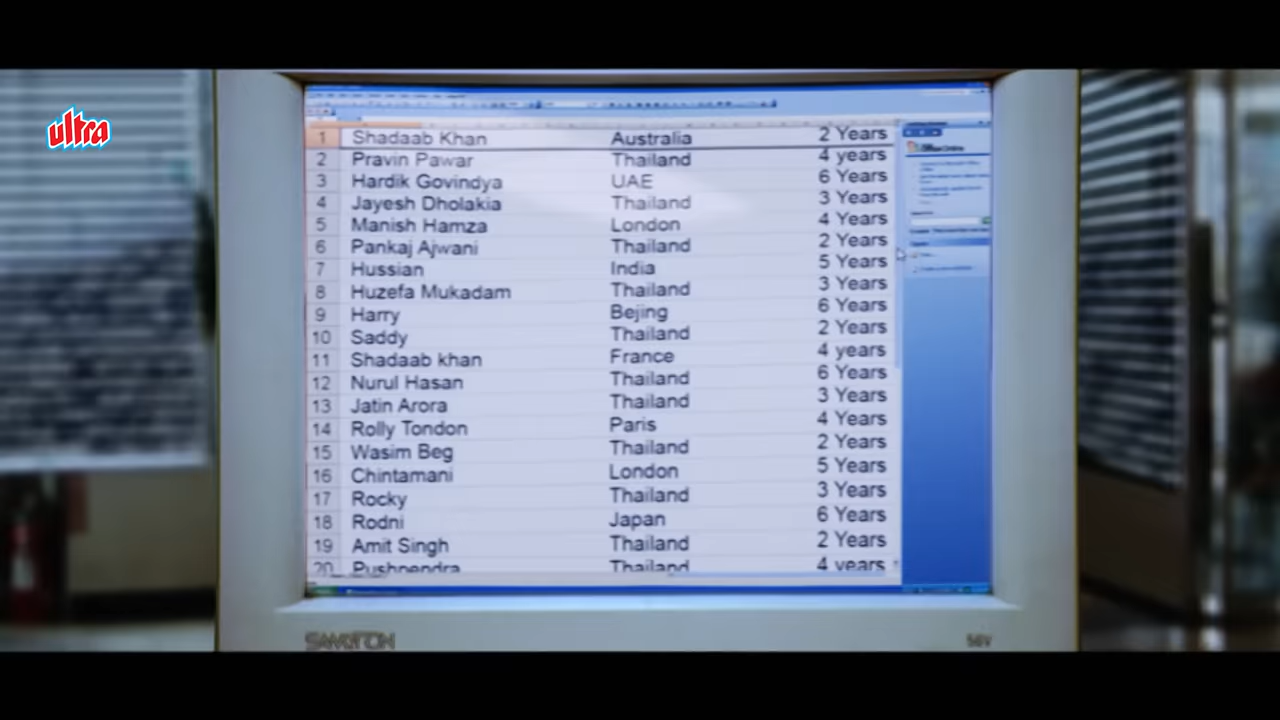 ultra
1 Shadaab Khan Australia 2 Years
2 Pravin Pawar Thailand 4 years
3 Hardik Govindya UAE 6 Years
4 Jayesh Dholakia Thailand 3 Years
5 Manish Hamza London 4 Years
6 Pankaj Ajwani Thailand 2 Years
7 Hussian India 5 Years
8 Huzefa Mukadam Thailand 3 Years
9 Harry Bejing 6 Years
10 Saddy Thailand 2 Years
11 Shadaab khan France 4 years
12 Nurul Hasan Thailand 6 Years
13 Jatin Arora Thailand 3 Years
14 Rolly Tondon Paris 4 Years
15 Wasim Beg Thailand 2 Years
16 Chintamani London 5 Years
17 Rocky Thailand 3 Years
18 Rodni Japan 6 Years
19 Amit Singh Thailand 2 Years
20 Pushpendra Thailand 4 years